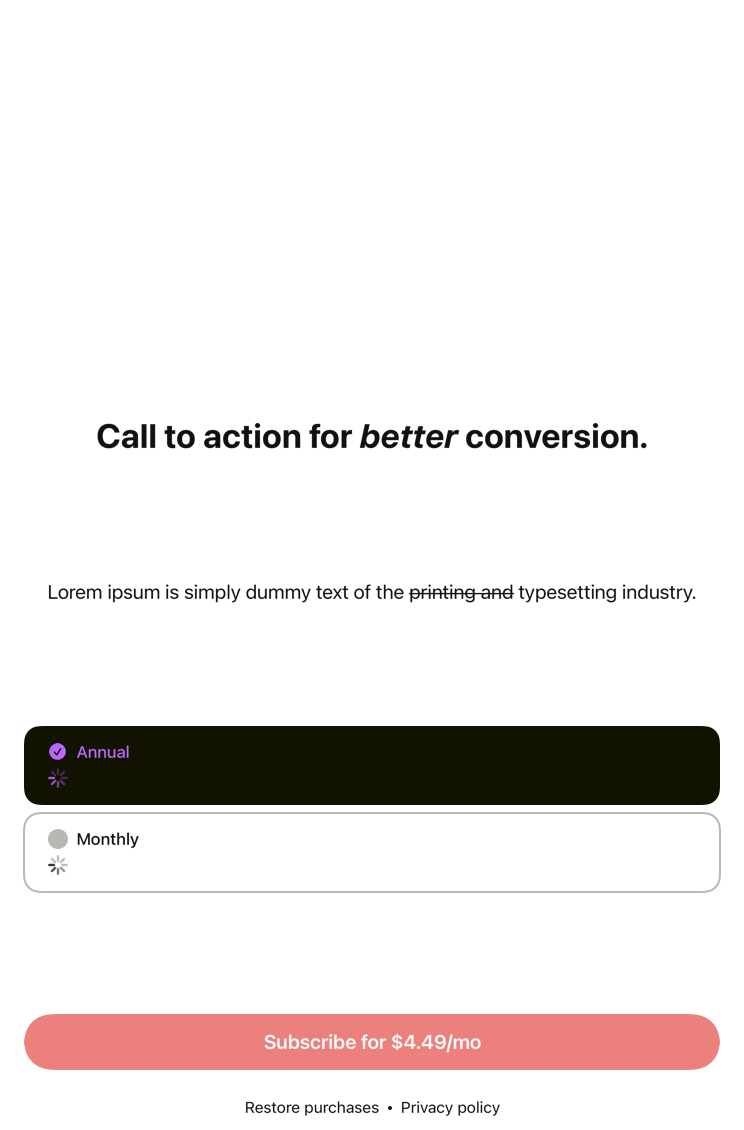 Call to action for better conversion.
Lorem ipsum is simply dummy text of the printing and typesetting industry.
Annual
Monthly
Subscribe for $4.49/mo
Restore purchases • Privacy policy